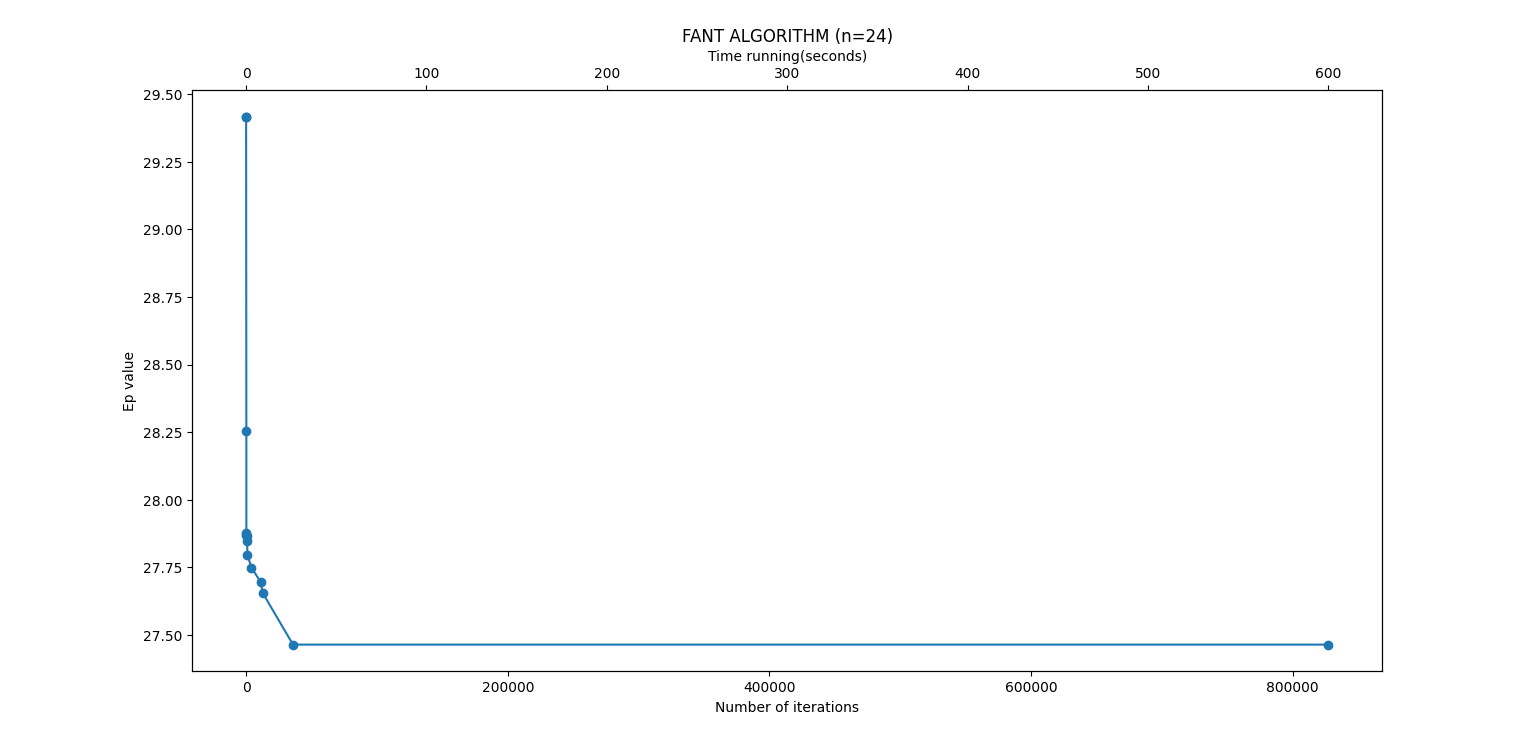 FANT ALGORITHM (n=24)
Time running(seconds)
0 100 200 300 400 500 600
29.50
29.25
29.00
28.75
28.50
28.25
28.00
27.75
27.50
Ep value
0 200000 400000 600000 800000
Number of iterations